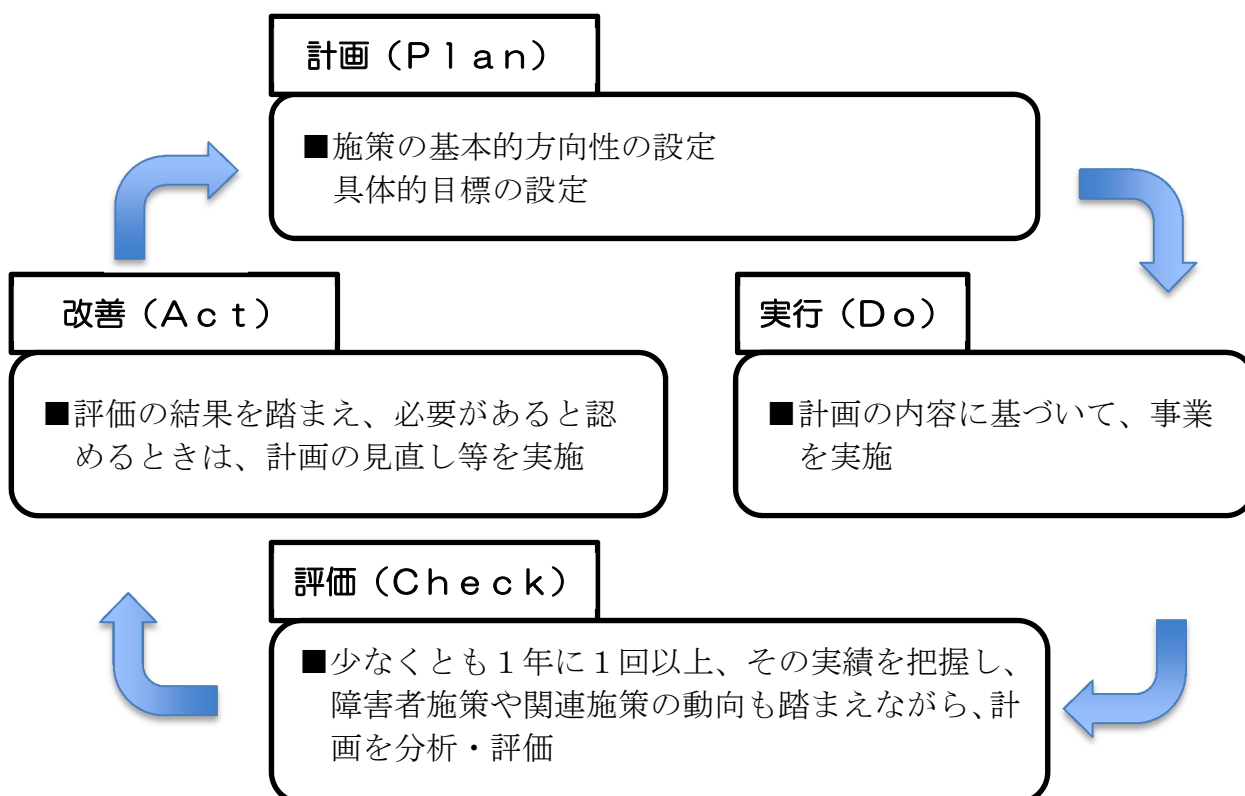 計画（Ｐｌａｎ）
■施策の基本的方向性の設定
具体的目標の設定
改善（Ａｃｔ）
■評価の結果を踏まえ、必要があると認
めるときは、計画の見直し等を実施
実行（Ｄｏ）
■計画の内容に基づいて、事業
を実施
評価（Ｃｈｅｃｋ）
■少なくとも１年に１回以上、その実績を把握し、
障害者施策や関連施策の動向も踏まえながら、計
画を分析・評価